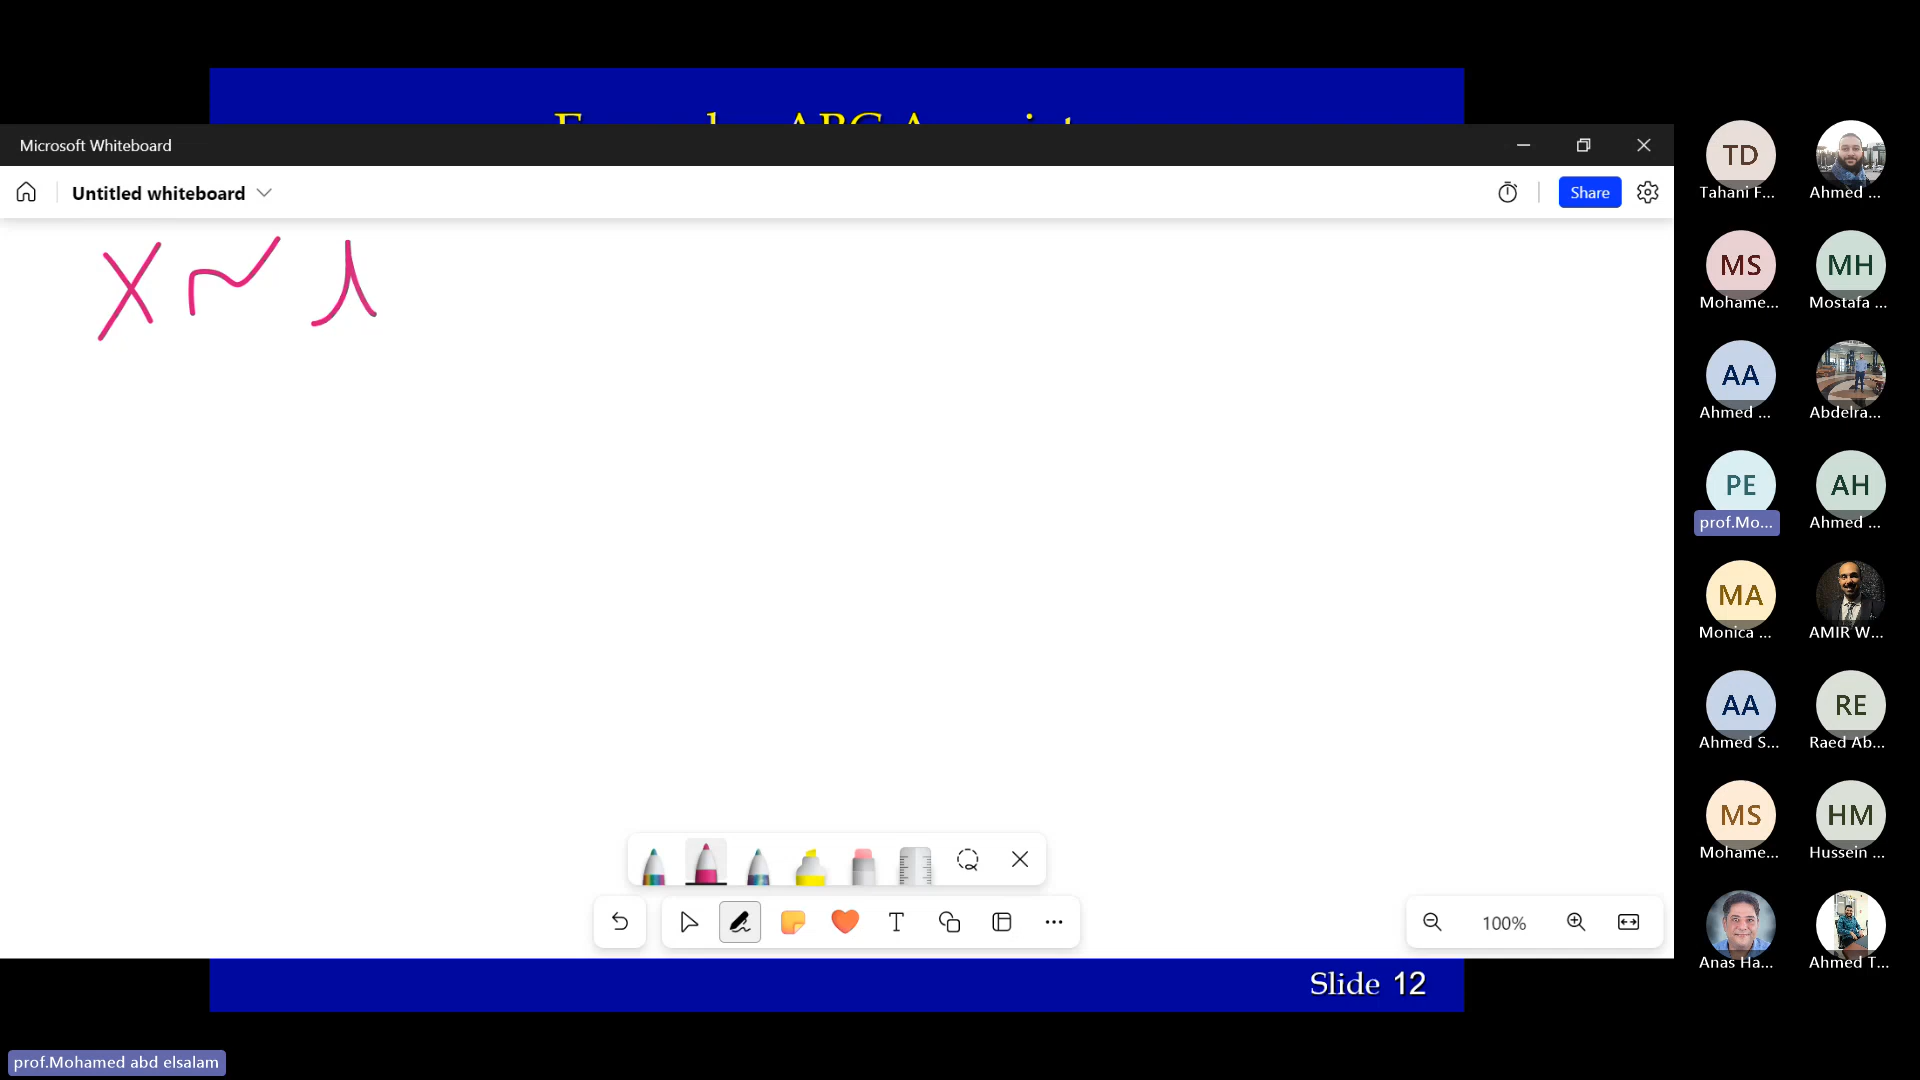 Microsoft Whiteboard
Untitled whiteboard
Share
X ~
100%
Slide 12
prof.Mohamed abd elsalam
TD
Tahani F...
Ahmed ...
MS
Mohame...
MH
Mostafa ...
AA
Ahmed ...
Abdelra...
PE
prof.Mo...
AH
Ahmed ...
MA
Monica ...
AMIR W...
AA
Ahmed S...
RE
Raed Ab...
MS
Mohame...
HM
Hussein ...
Anas Ha...
Ahmed T...